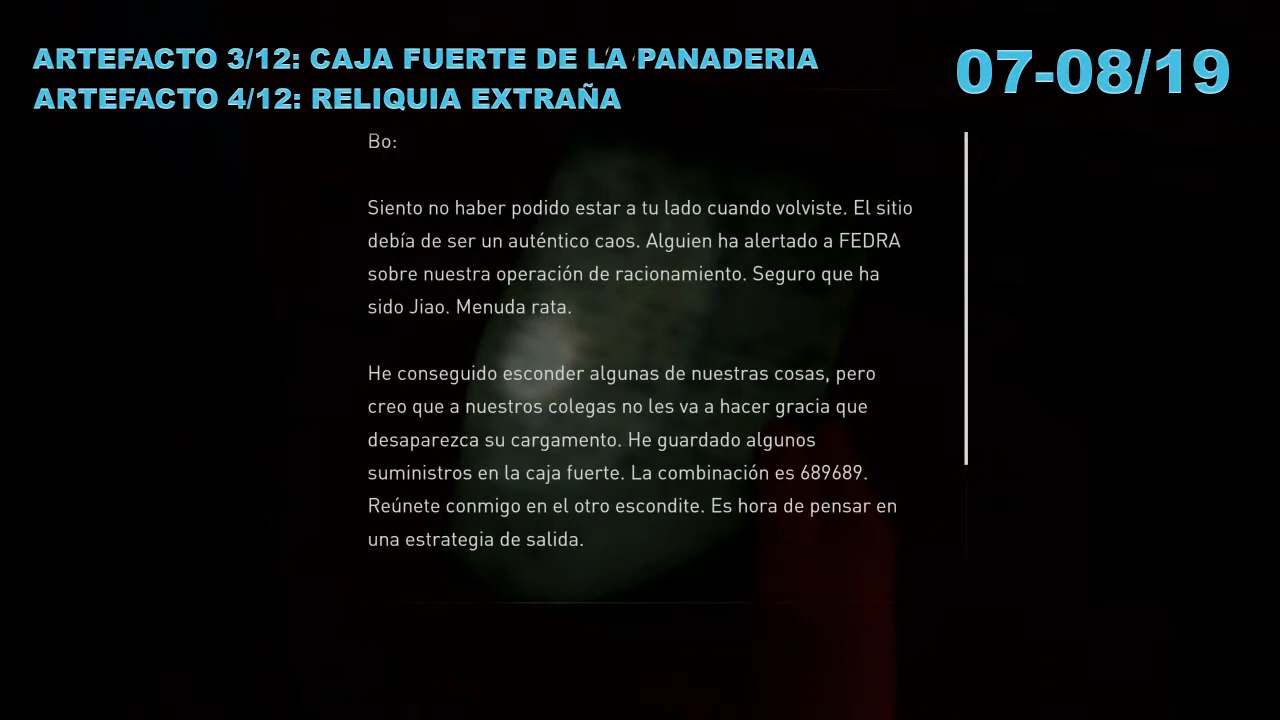 ARTEFACTO 3/12: CAJA FUERTE DE LA PANADERIA
ARTEFACTO 4/12: RELIQUIA EXTRAÑA
07-08/19
Bo:
Siento no haber podido estar a tu lado cuando volviste. El sitio
debía de ser un auténtico caos. Alguien ha alertado a FEDRA
sobre nuestra operación de racionamiento. Seguro que ha
sido Jiao. Menuda rata.
He conseguido esconder algunas de nuestras cosas, pero
creo que a nuestros colegas no les va a hacer gracia que
desaparezca su cargamento. He guardado algunos
suministros en la caja fuerte. La combinación es 689689.
Reúnete conmigo en el otro escondite. Es hora de pensar en
una estrategia de salida.